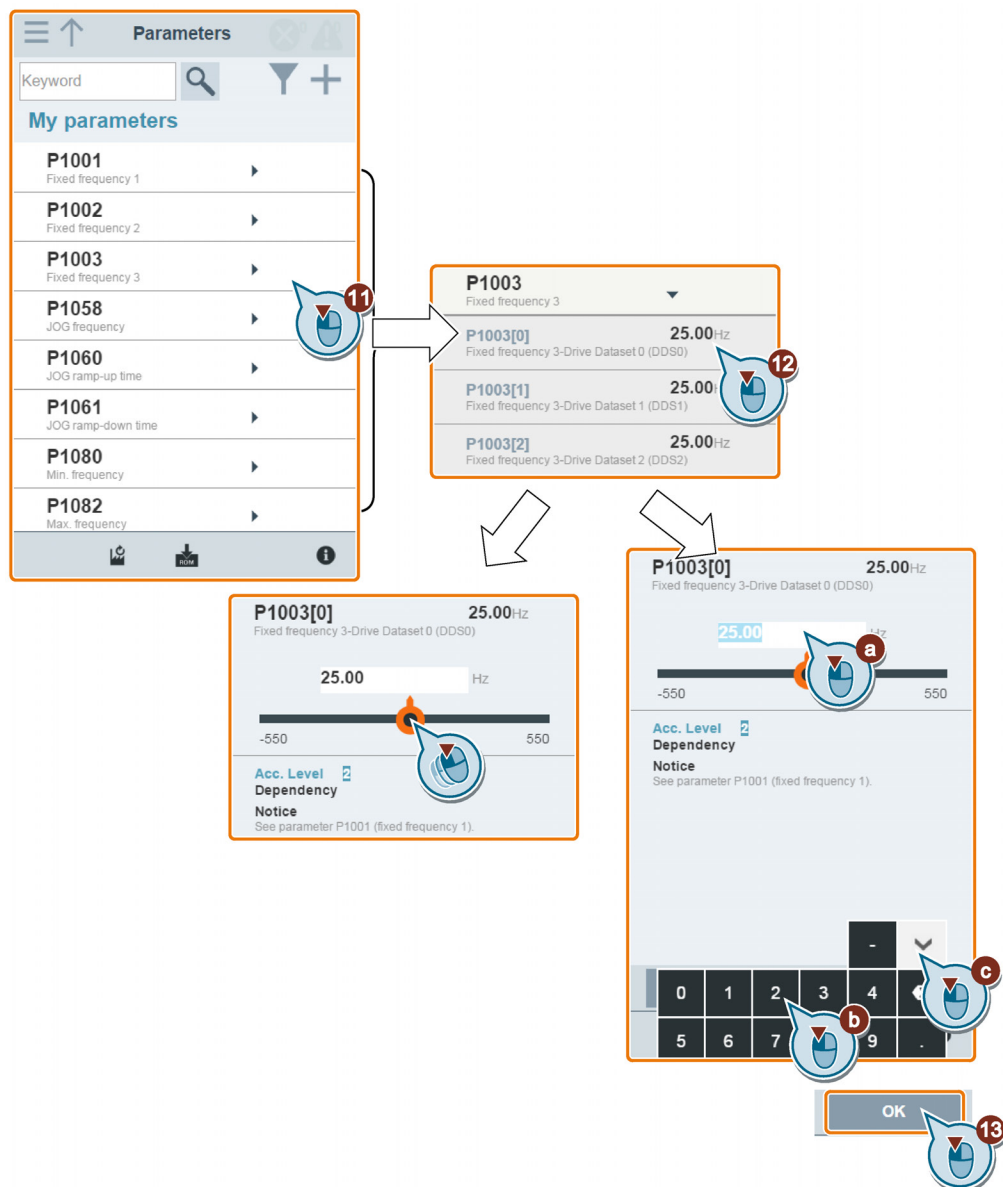 Parameters
Keyword
My parameters
P1001
Fixed frequency 1
P1002
Fixed frequency 2
P1003
Fixed frequency 3
P1058
JOG frequency
P1060
JOG ramp-up time
P1061
JOG ramp-down time
P1080
Min. frequency
P1082
Max. frequency
ROM
11
P1003
Fixed frequency 3
P1003[0] 25.00Hz
Fixed frequency 3-Drive Dataset 0 (DDS0)
P1003[1] 25.00
Fixed frequency 3-Drive Dataset 1 (DDS1)
P1003[2] 25.00Hz
Fixed frequency 3-Drive Dataset 2 (DDS2)
12
P1003[0] 25.00Hz
Fixed frequency 3-Drive Dataset 0 (DDS0)
25.00 Hz
-550 550
Acc. Level 2
Dependency
Notice
See parameter P1001 (fixed frequency 1).
P1003[0] 25.00Hz
Fixed frequency 3-Drive Dataset 0 (DDS0)
25.00 Hz
a
-550 550
Acc. Level 2
Dependency
Notice
See parameter P1001 (fixed frequency 1).
-
c
0 1 2 3 4
b
5 6 7 9 .
OK
13